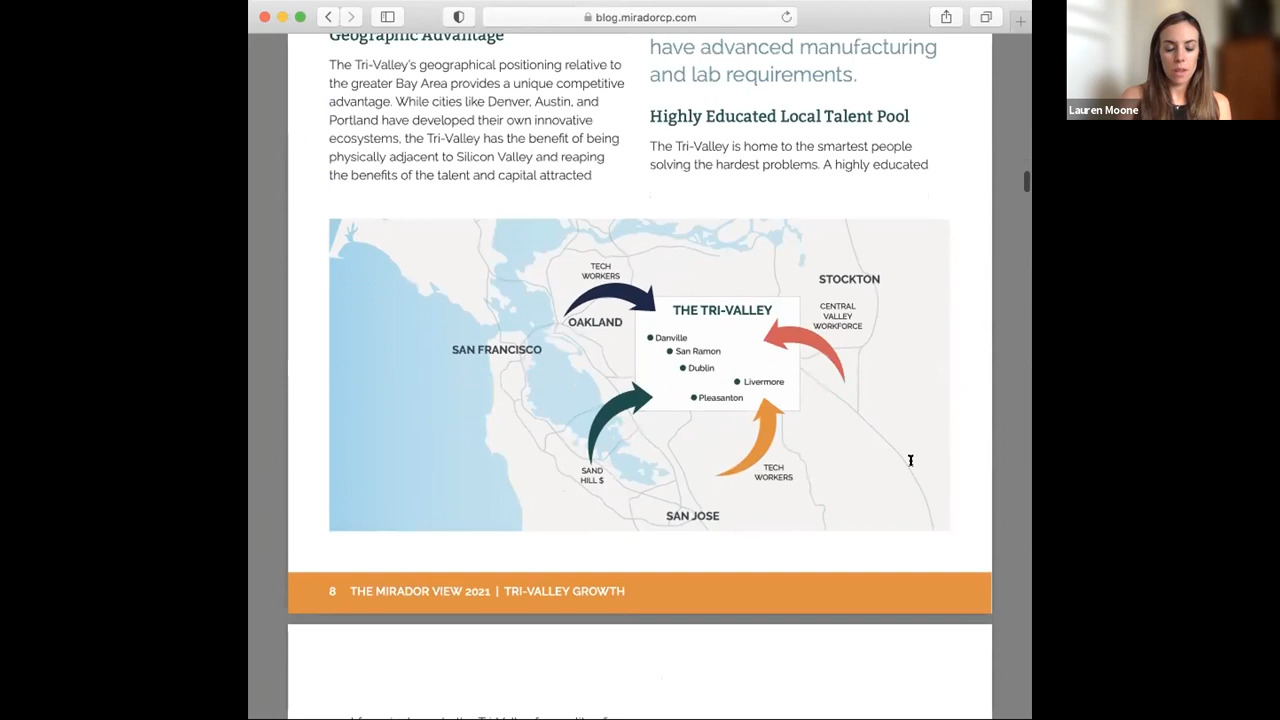 blog.miradorcp.com
Lauren Moone
Geographic Advantage
The Tri-Valley's geographical positioning relative to
the greater Bay Area provides a unique competitive
advantage. While cities like Denver, Austin, and
Portland have developed their own innovative
ecosystems, the Tri-Valley has the benefit of being
physically adjacent to Silicon Valley and reaping
the benefits of the talent and capital attracted
have advanced manufacturing
and lab requirements.
Highly Educated Local Talent Pool
The Tri-Valley is home to the smartest people
solving the hardest problems. A highly educated
TECH
WORKERS
OAKLAND
SAN FRANCISCO
THE TRI-VALLEY
Danville
San Ramon
Dublin
Livermore
Pleasanton
STOCKTON
CENTRAL
VALLEY
WORKFORCE
SAND
HILL $
TECH
WORKERS
SAN JOSE
8 THE MIRADOR VIEW 2021 | TRI-VALLEY GROWTH